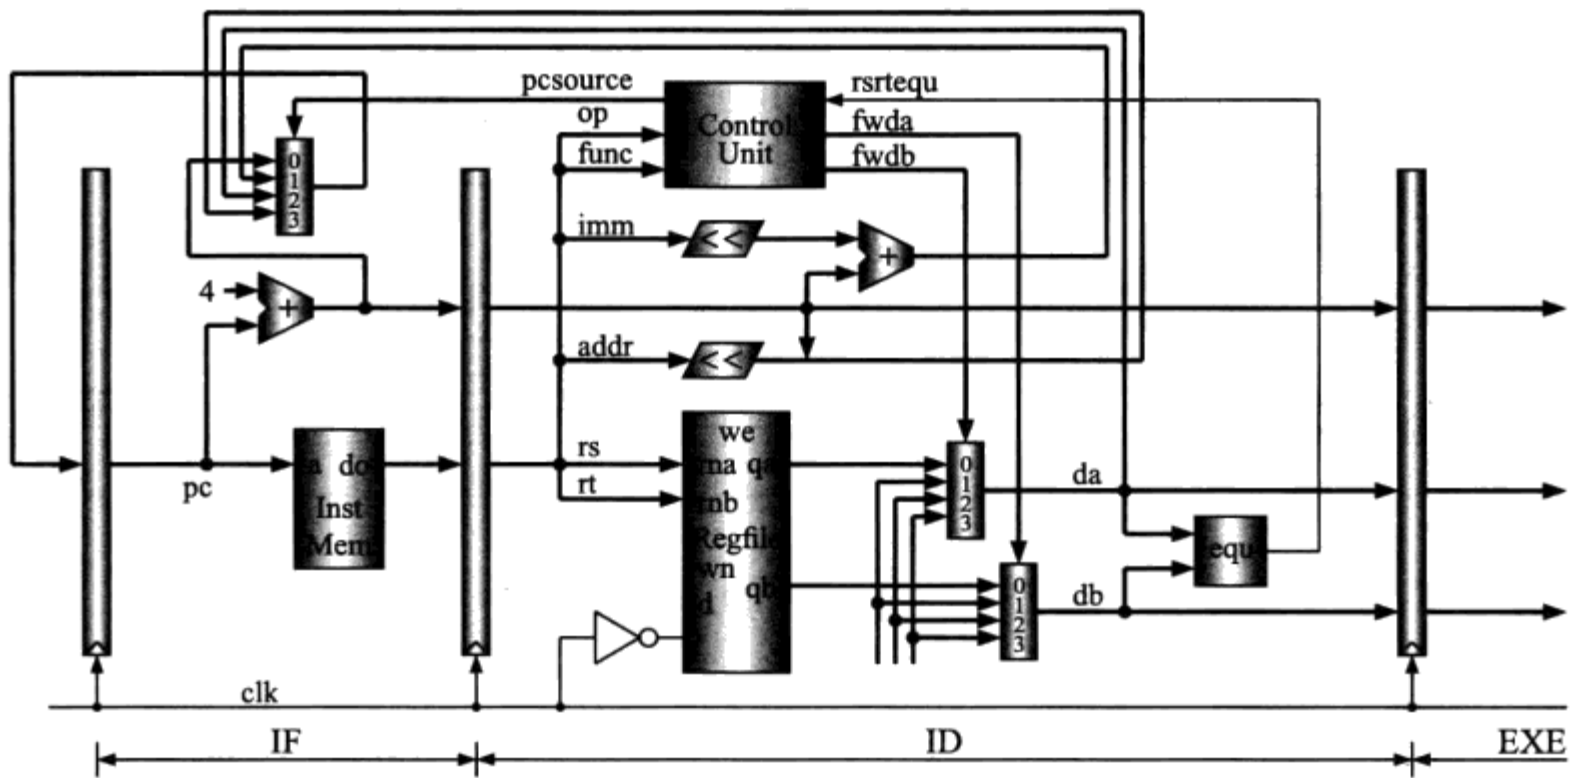 pcsource
rsrtequ
op
Control
Unit
fwda
func
fwdb
0
1
2
3
imm
<<
+
4
+
addr
<<
we
rs
rna qa
0
1
2
3
da
pc
a do
Inst
Mem
rt
rnb
Regfile
wn
qb
d
equ
0
1
2
3
db
clk
IF
ID
EXE